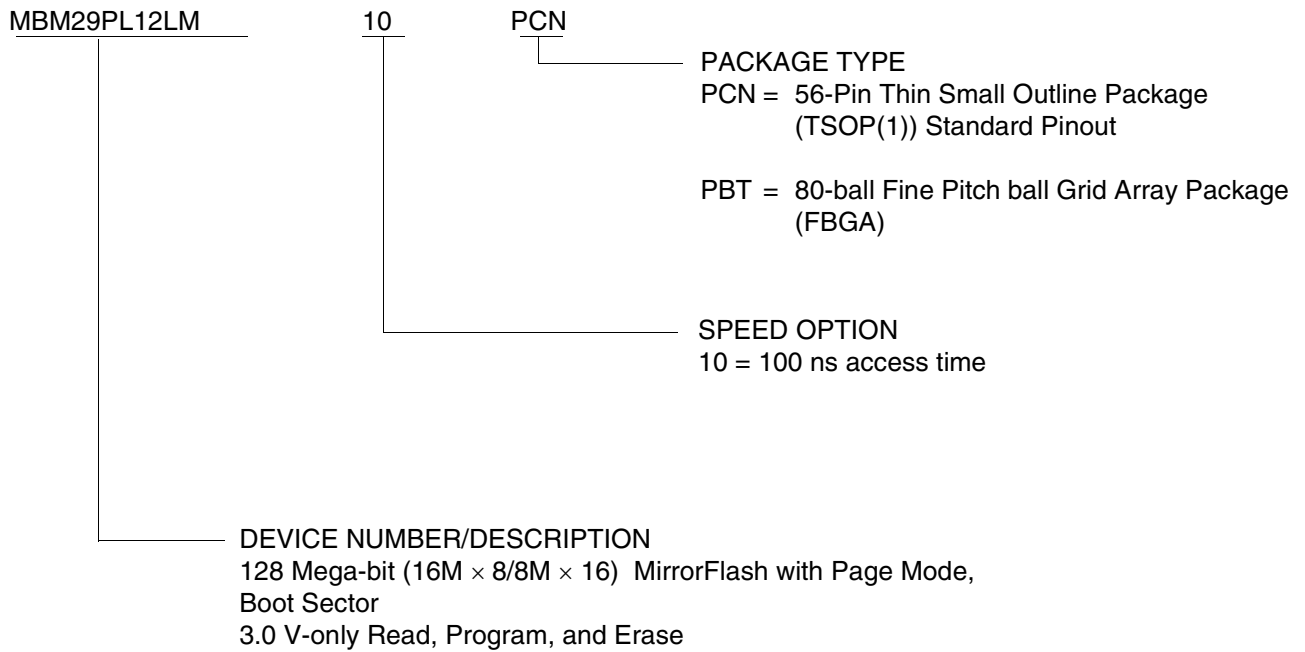 MBM29PL12LM 10 PCN
PACKAGE TYPE
PCN = 56-Pin Thin Small Outline Package
(TSOP(1)) Standard Pinout
PBT = 80-ball Fine Pitch ball Grid Array Package
(FBGA)
SPEED OPTION
10 = 100 ns access time
DEVICE NUMBER/DESCRIPTION
128 Mega-bit (16M × 8/8M × 16) MirrorFlash with Page Mode,
Boot Sector
3.0 V-only Read, Program, and Erase